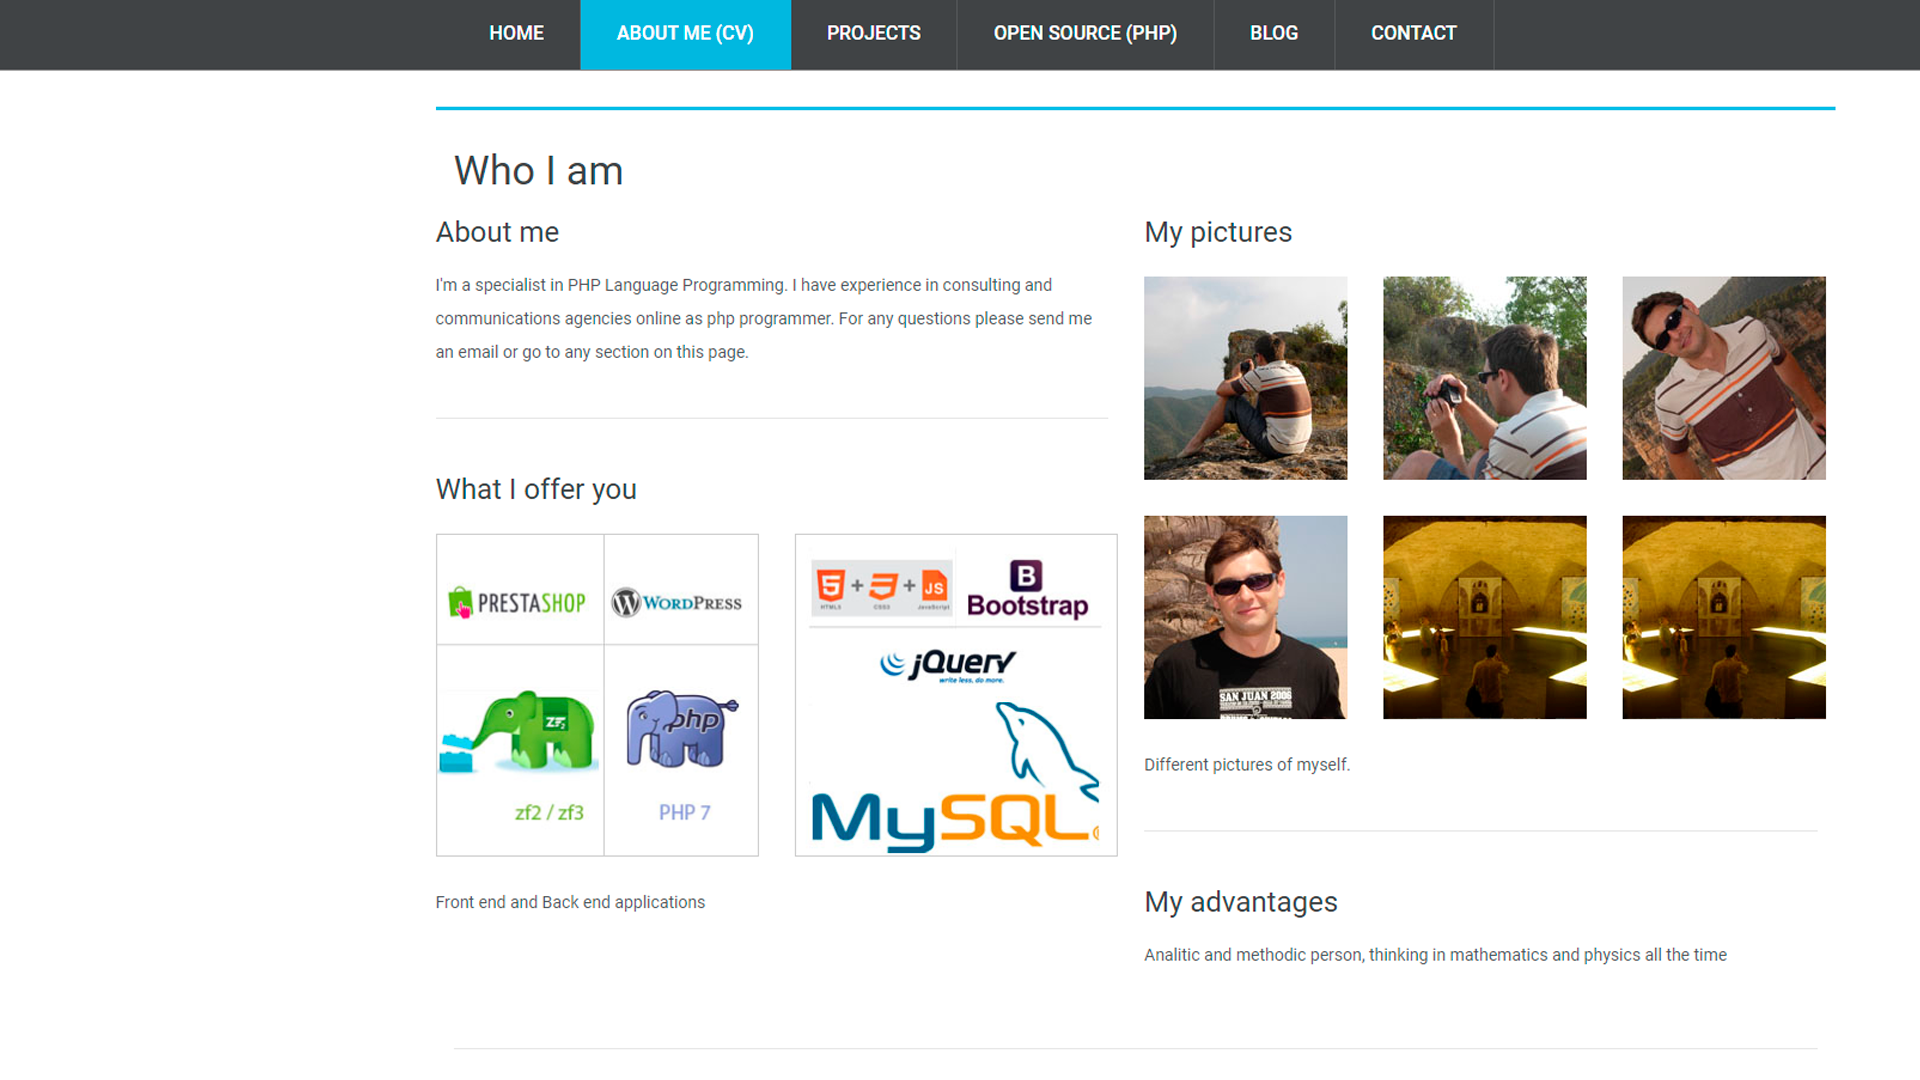 HOME
ABOUT ME (CV)
PROJECTS
OPEN SOURCE (PHP)
BLOG
CONTACT
Who I am
About me
I'm a specialist in PHP Language Programming. I have experience in consulting and
communications agencies online as php programmer. For any questions please send me
an email or go to any section on this page.
What I offer you
PRESTASHOP
WORDPRESS
ZF2
php
zf2 / zf3
PHP 7
HTML5 + CSS3 + JS JavaScript
B
Bootstrap
jQuery
write less, do more.
MySQL®
Front end and Back end applications
My pictures
SAN JUAN 2006
Different pictures of myself.
My advantages
Analitic and methodic person, thinking in mathematics and physics all the time